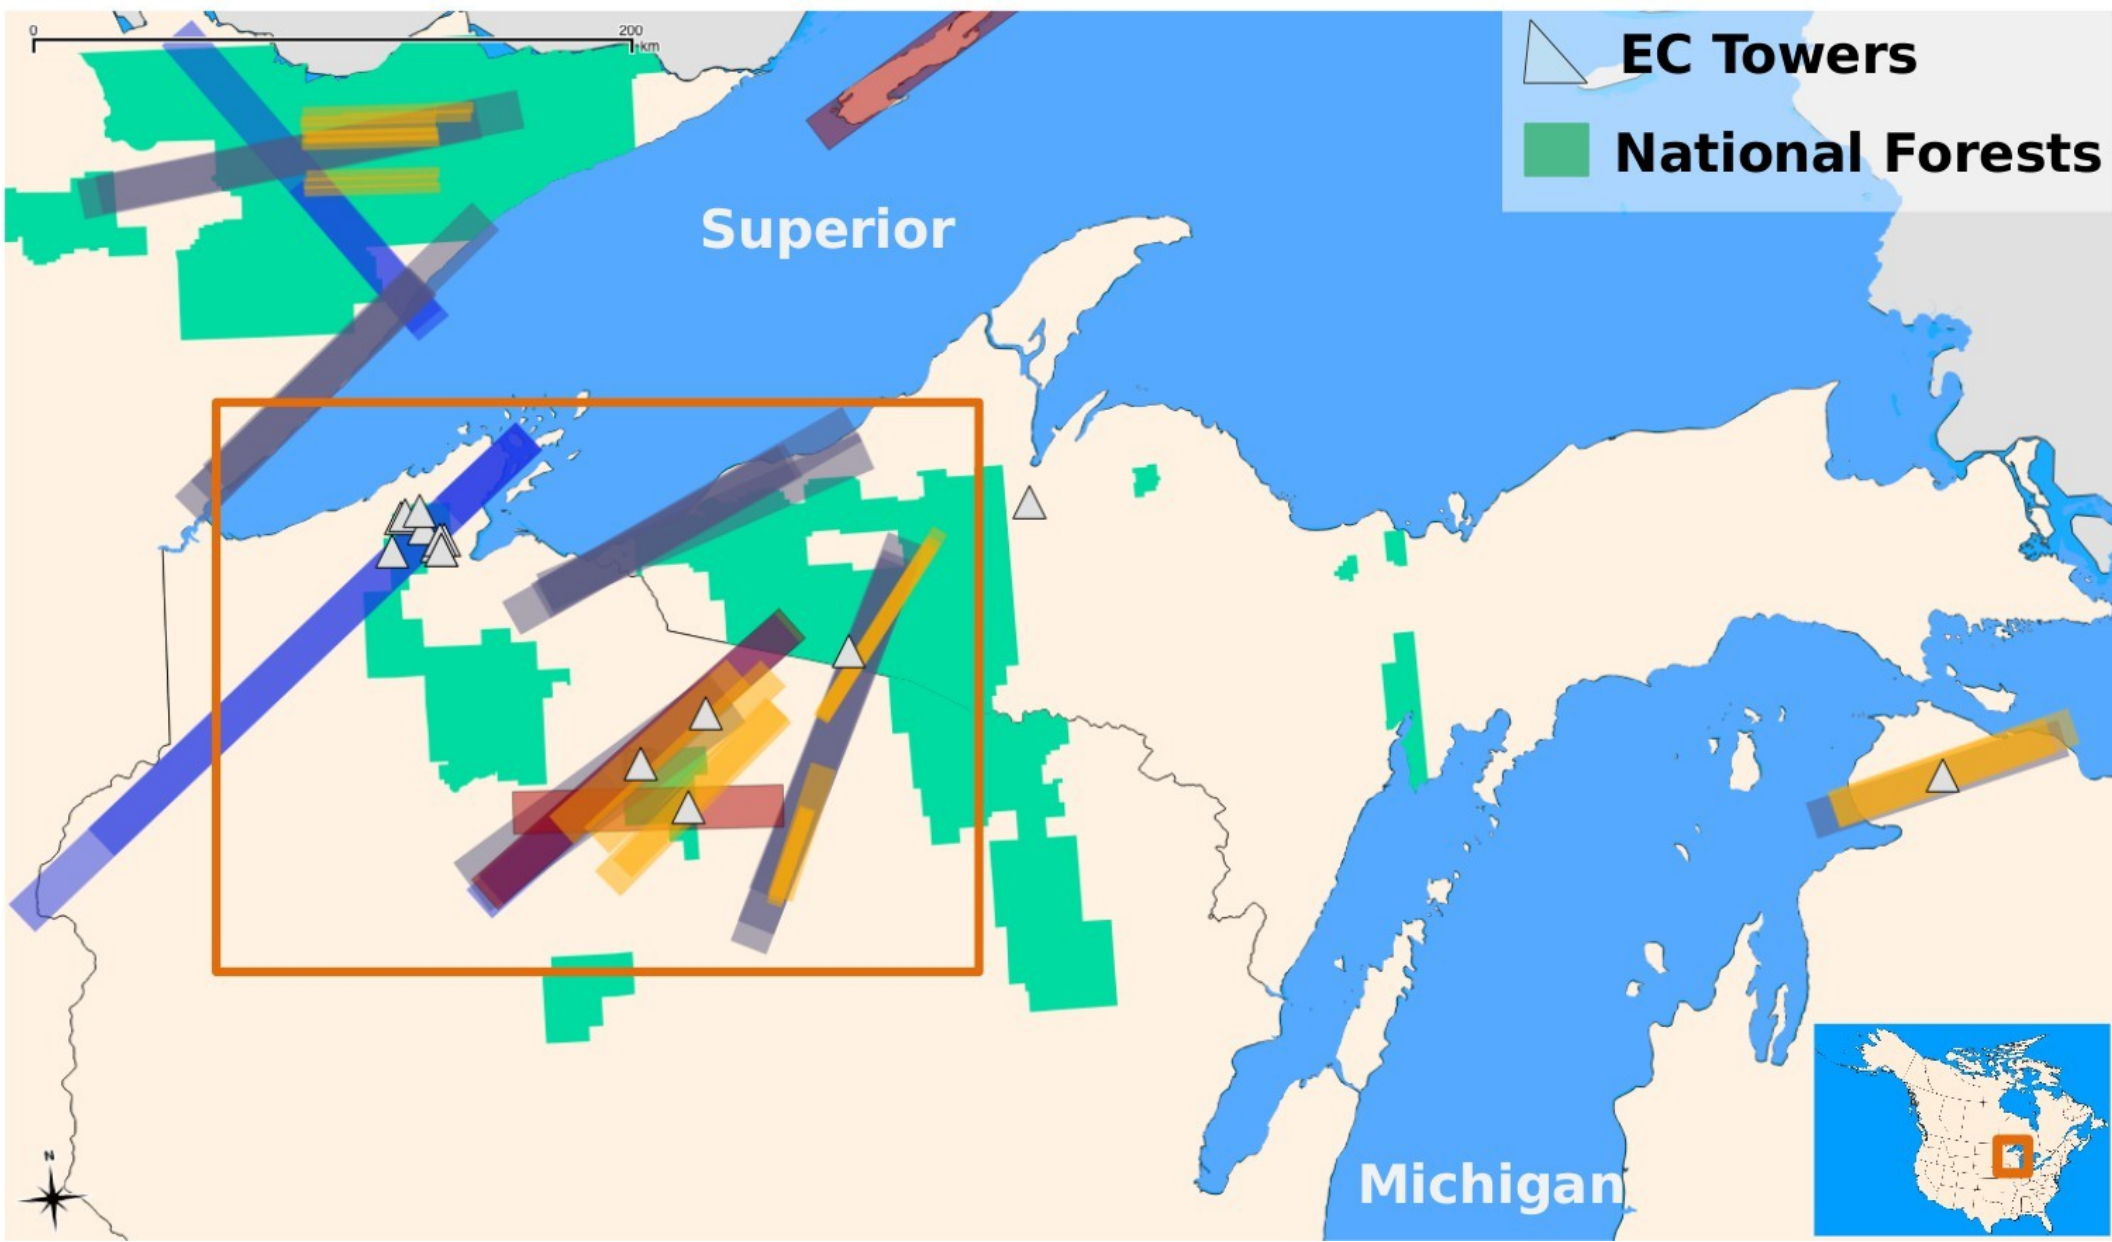 0
200
km
EC Towers
National Forests
Superior
Michigan
N